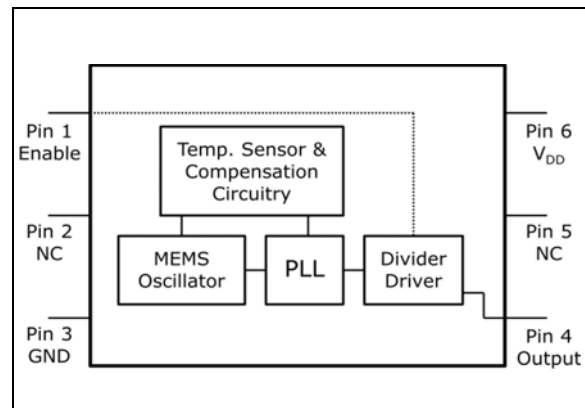 Pin 1
Enable
Pin 6
VDD
Temp. Sensor &
Compensation
Circuitry
Pin 2
NC
Pin 5
NC
MEMS
Oscillator
PLL
Divider
Driver
Pin 3
GND
Pin 4
Output